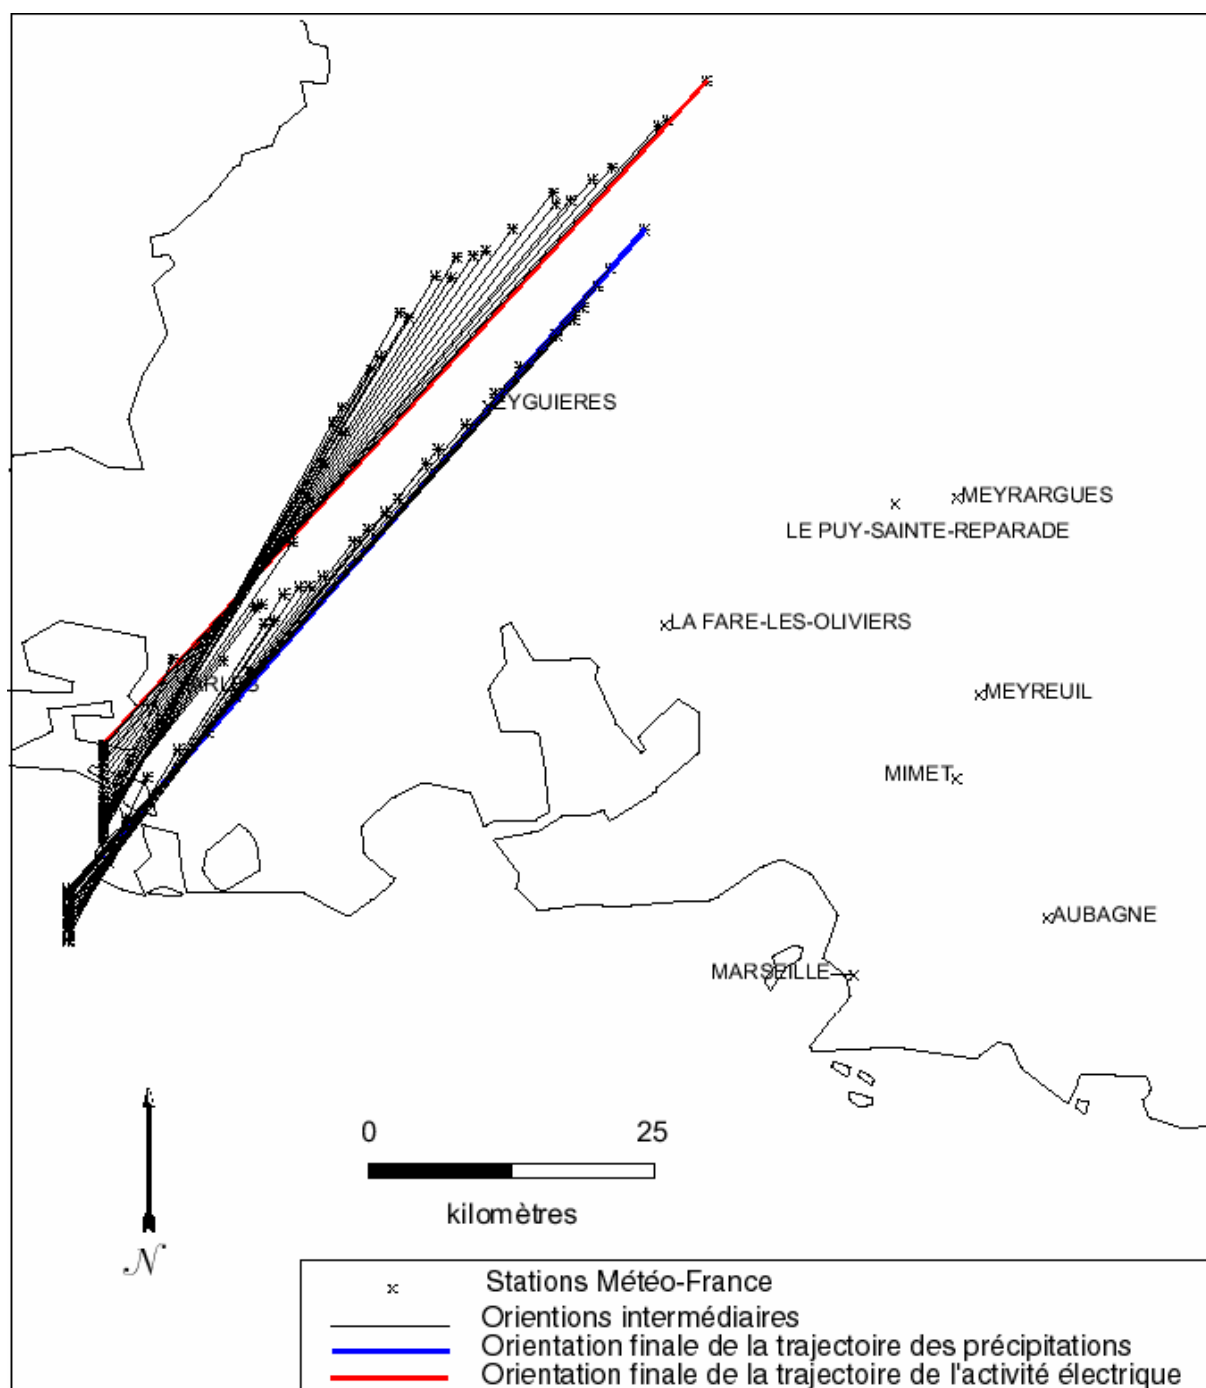 EYGUIERES
MEYRARGUES
LE PUY-SAINTE-REPARADE
LA FARE-LES-OLIVIERS
ARLES
MEYREUIL
MIMET
AUBAGNE
MARSEILLE
0 25
kilomètres
N
Stations Météo-France
Orientions intermédiaires
Orientation finale de la trajectoire des précipitations
Orientation finale de la trajectoire de l'activité électrique